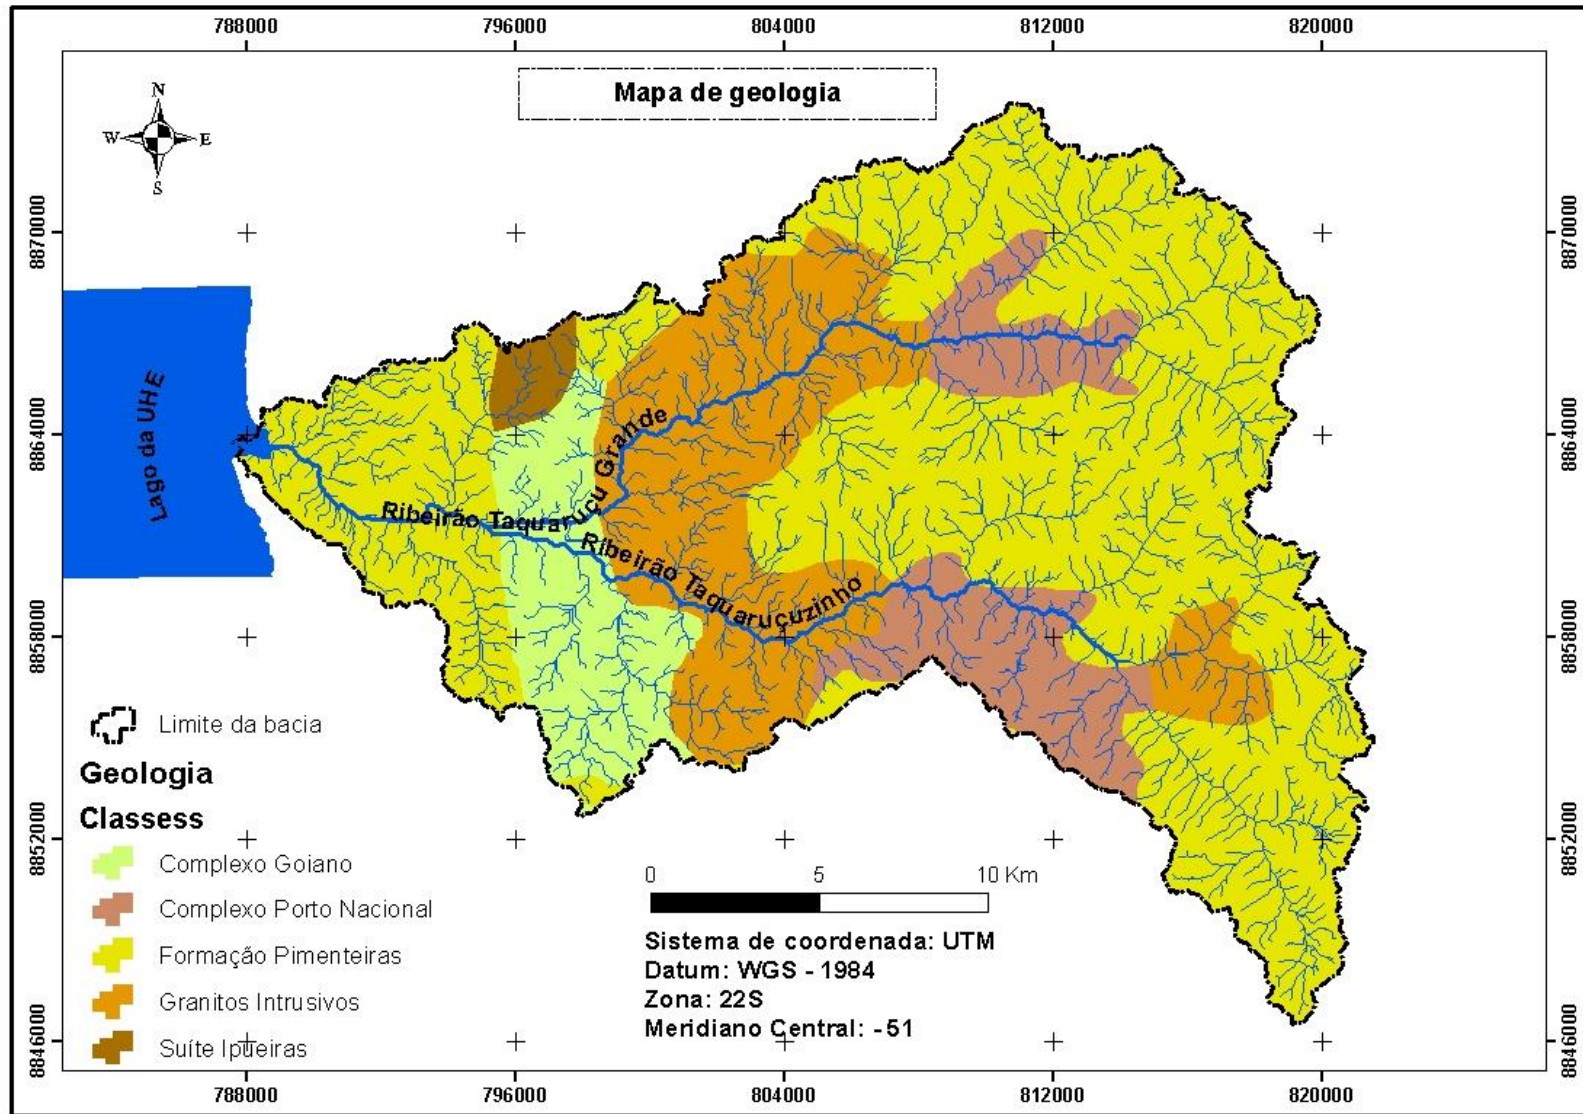 788000 796000 804000 812000 820000
Mapa de geologia
N
W E
S
8870000 8870000
8864000 8864000
8858000 8858000
8852000 8852000
8846000 8846000
Lago da UHE
Ribeirão Taquaruçu Grande
Ribeirão Taquaruçuzinho
Limite da bacia
Geologia
Classess
Complexo Goiano
Complexo Porto Nacional
Formação Pimenteiras
Granitos Intrusivos
Suíte Ipueiras
0 5 10 Km
Sistema de coordenada: UTM
Datum: WGS - 1984
Zona: 22S
Meridiano Central: -51
788000 796000 804000 812000 820000